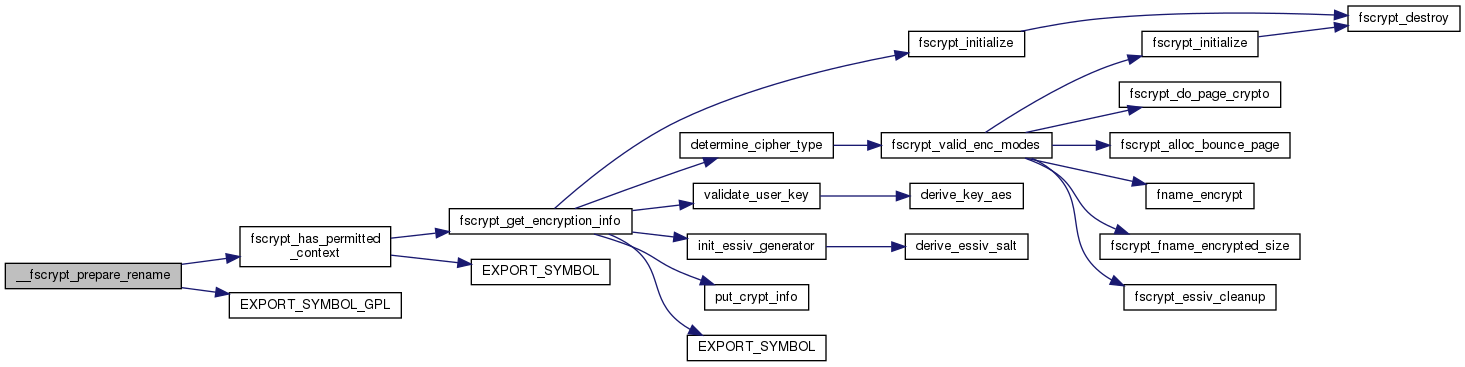 __fscrypt_prepare_rename
fscrypt_has_permitted
_context
EXPORT_SYMBOL_GPL
fscrypt_get_encryption_info
EXPORT_SYMBOL
fscrypt_initialize
determine_cipher_type
validate_user_key
init_essiv_generator
put_crypt_info
EXPORT_SYMBOL
fscrypt_valid_enc_modes
derive_key_aes
derive_essiv_salt
fscrypt_initialize
fscrypt_do_page_crypto
fscrypt_alloc_bounce_page
fname_encrypt
fscrypt_fname_encrypted_size
fscrypt_essiv_cleanup
fscrypt_destroy